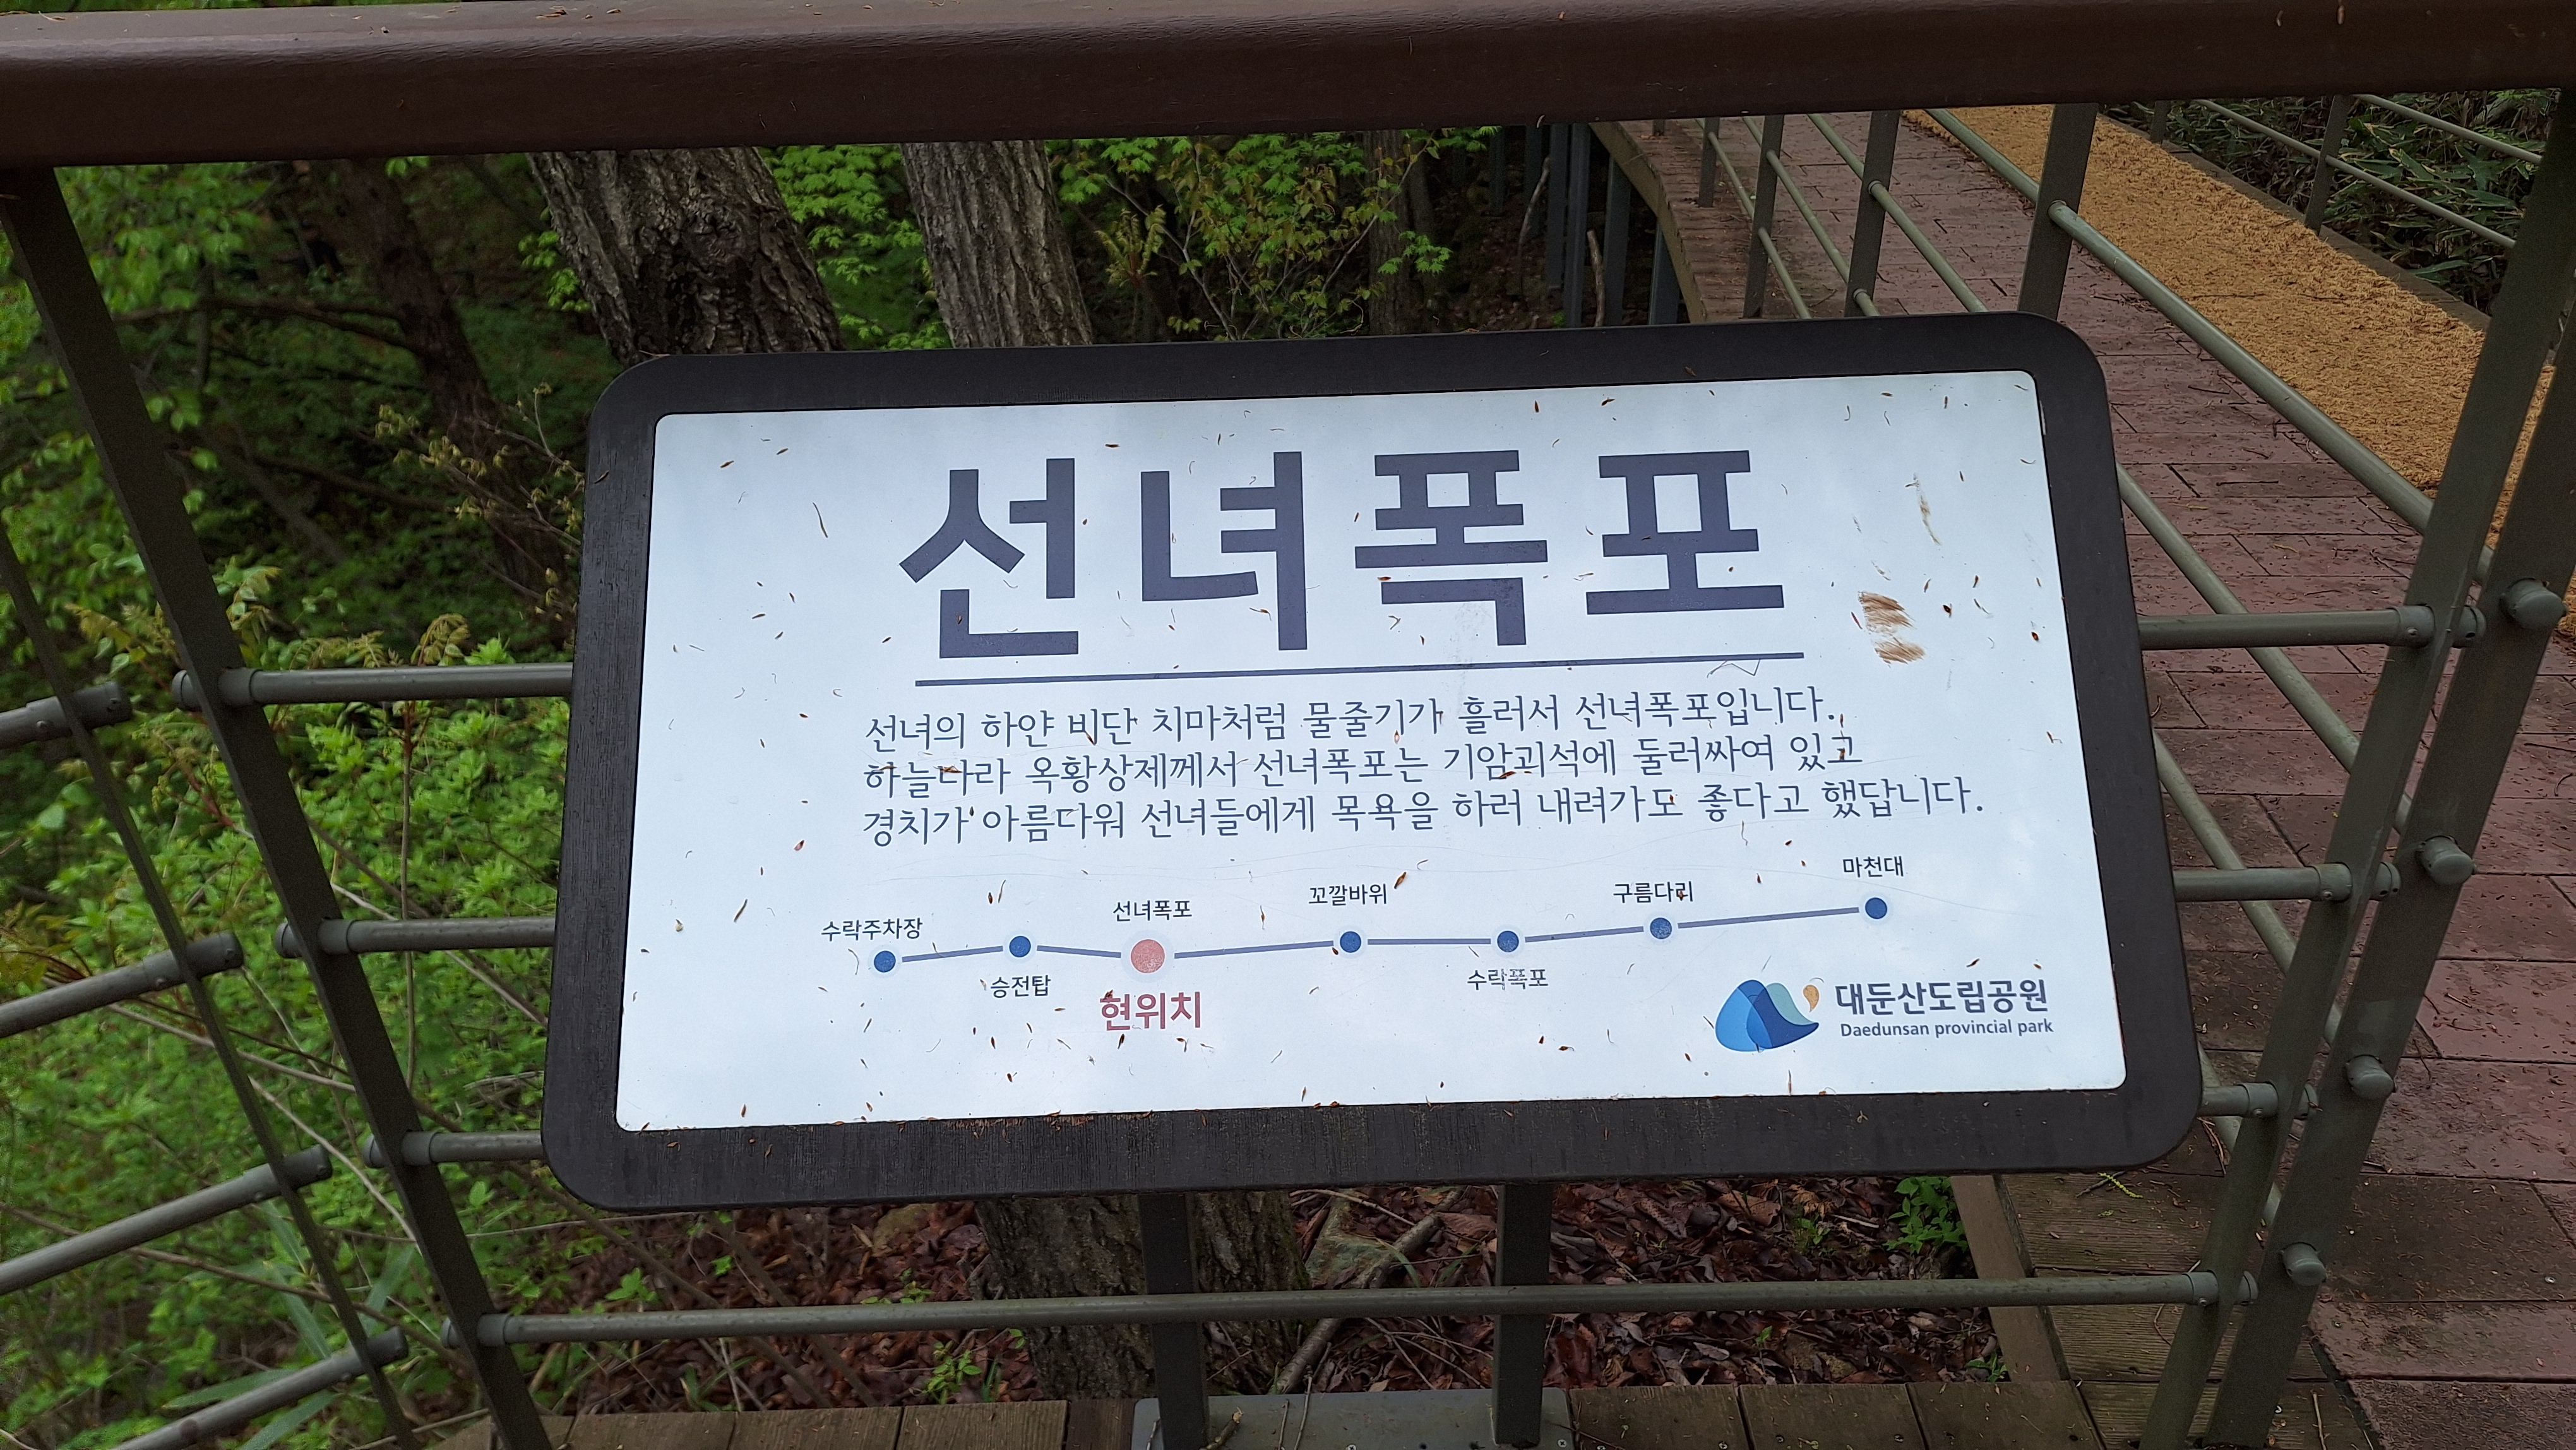 선녀폭포
선녀의 하얀 비단 치마처럼 물줄기가 흘러서 선녀폭포입니다.
하늘나라 옥황상제께서 선녀폭포는 기암괴석에 둘러싸여 있고
경치가 아름다워 선녀들에게 목욕을 하러 내려가도 좋다고 했답니다.
수락주차장
승전탑
선녀폭포
현위치
꼬깔바위
수락폭포
구름다리
마천대
대둔산도립공원
Daedunsan provincial park